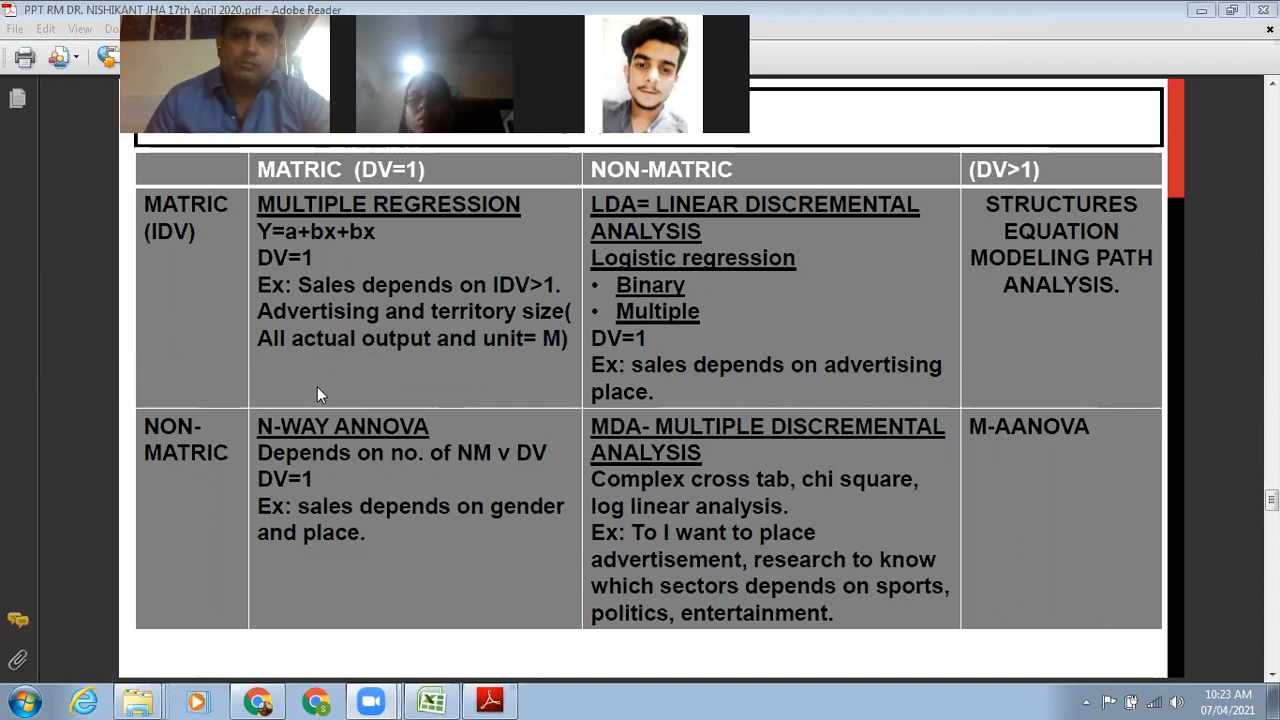 PPT RM DR. NISHIKANT JHA 17th April 2020.pdf - Adobe Reader
File Edit View Do
MATRIC (DV=1) NON-MATRIC (DV>1)
MATRIC
(IDV)
MULTIPLE REGRESSION
Y=a+bx+bx
DV=1
Ex: Sales depends on IDV>1.
Advertising and territory size(
All actual output and unit= M)
LDA= LINEAR DISCREMENTAL
ANALYSIS
Logistic regression
• Binary
• Multiple
DV=1
Ex: sales depends on advertising
place.
STRUCTURES
EQUATION
MODELING PATH
ANALYSIS.
NON-
MATRIC
N-WAY ANNOVA
Depends on no. of NM v DV
DV=1
Ex: sales depends on gender
and place.
MDA- MULTIPLE DISCREMENTAL
ANALYSIS
Complex cross tab, chi square,
log linear analysis.
Ex: To I want to place
advertisement, research to know
which sectors depends on sports,
politics, entertainment.
M-AANOVA
10:23 AM
07/04/2021